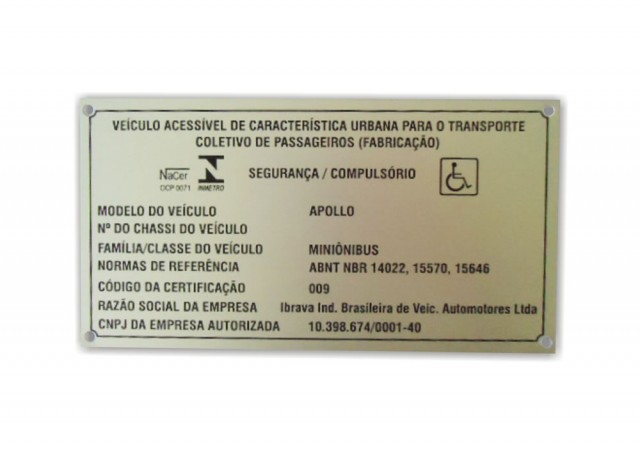 VEÍCULO ACESSÍVEL DE CARACTERÍSTICA URBANA PARA O TRANSPORTE
COLETIVO DE PASSAGEIROS (FABRICAÇÃO)
NaCer
OCP 0071
INMETRO
SEGURANÇA / COMPULSÓRIO
MODELO DO VEÍCULO APOLLO
Nº DO CHASSI DO VEÍCULO
FAMÍLIA/CLASSE DO VEÍCULO MINIÔNIBUS
NORMAS DE REFERÊNCIA ABNT NBR 14022, 15570, 15646
CÓDIGO DA CERTIFICAÇÃO 009
RAZÃO SOCIAL DA EMPRESA Ibrava Ind. Brasileira de Veic. Automotores Ltda
CNPJ DA EMPRESA AUTORIZADA 10.398.674/0001-40